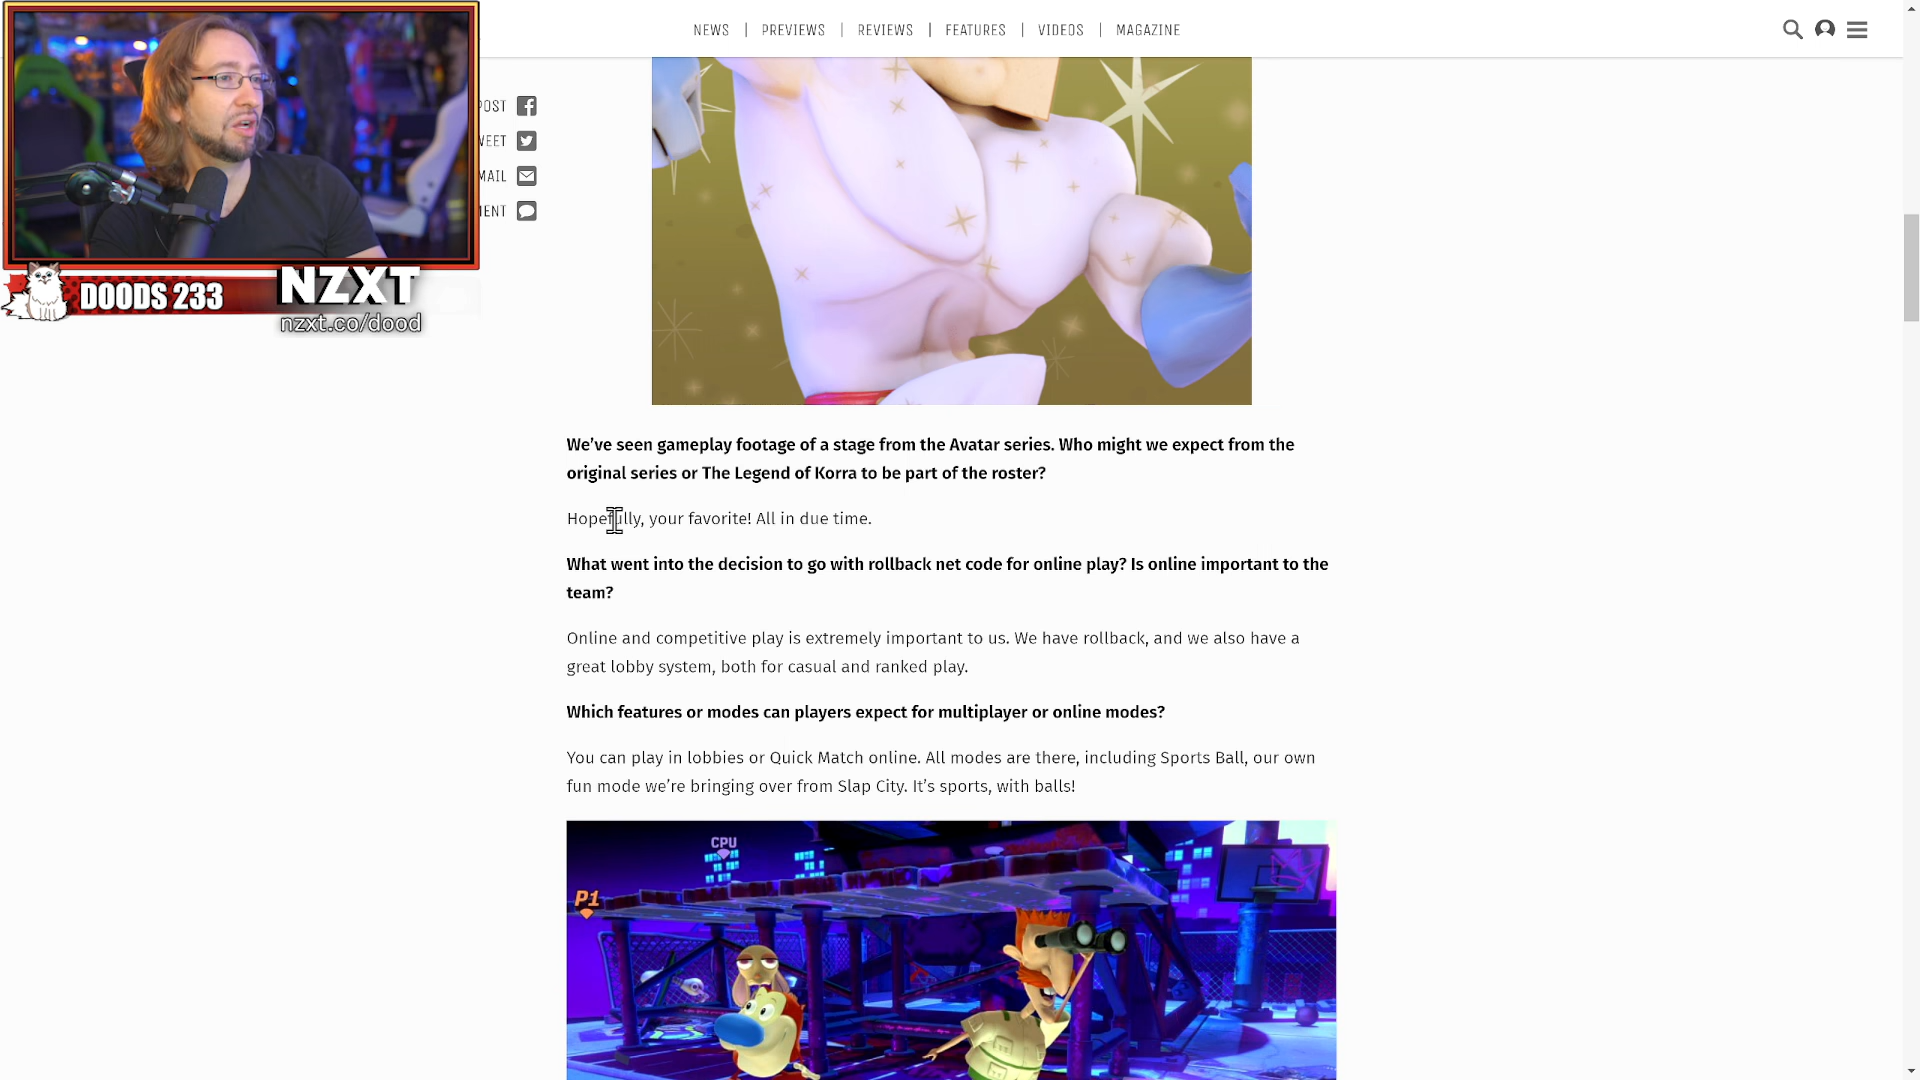 NEWS | PREVIEWS | REVIEWS | FEATURES | VIDEOS | MAGAZINE
POST
WEET
MAIL
MENT
DOODS 233
NZXT
nzxt.co/dood
We've seen gameplay footage of a stage from the Avatar series. Who might we expect from the
original series or The Legend of Korra to be part of the roster?
Hopefully, your favorite! All in due time.
What went into the decision to go with rollback net code for online play? Is online important to the
team?
Online and competitive play is extremely important to us. We have rollback, and we also have a
great lobby system, both for casual and ranked play.
Which features or modes can players expect for multiplayer or online modes?
You can play in lobbies or Quick Match online. All modes are there, including Sports Ball, our own
fun mode we're bringing over from Slap City. It's sports, with balls!
CPU
P1